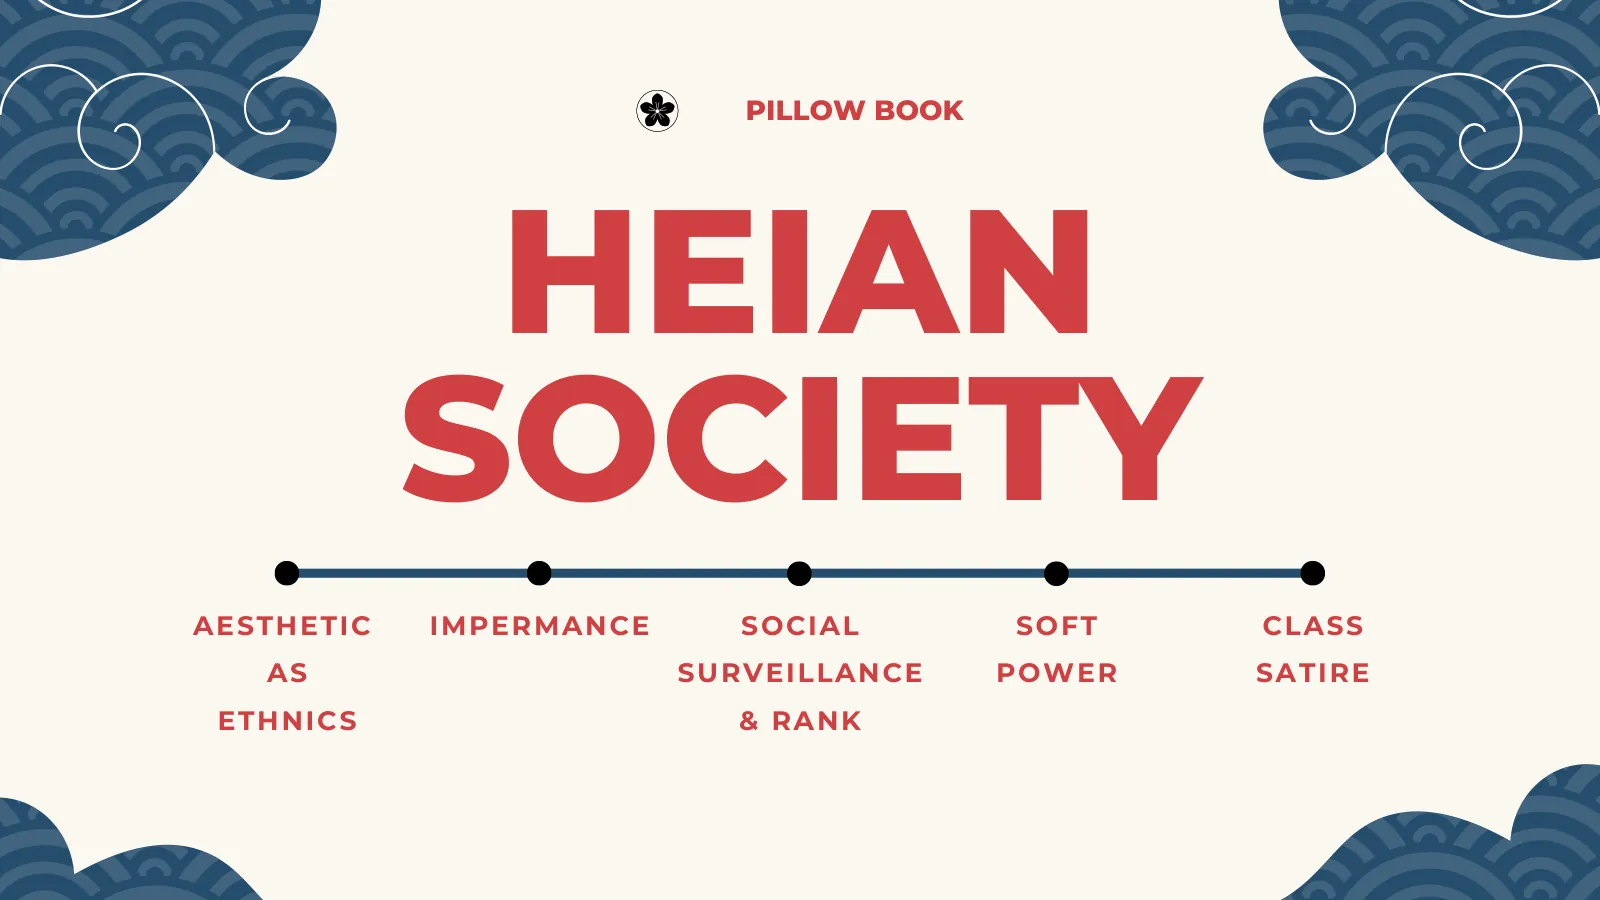 PILLOW BOOK
HEIAN
SOCIETY
AESTHETIC
AS
ETHNICS
IMPERMANCE
SOCIAL
SURVEILLANCE
& RANK
SOFT
POWER
CLASS
SATIRE